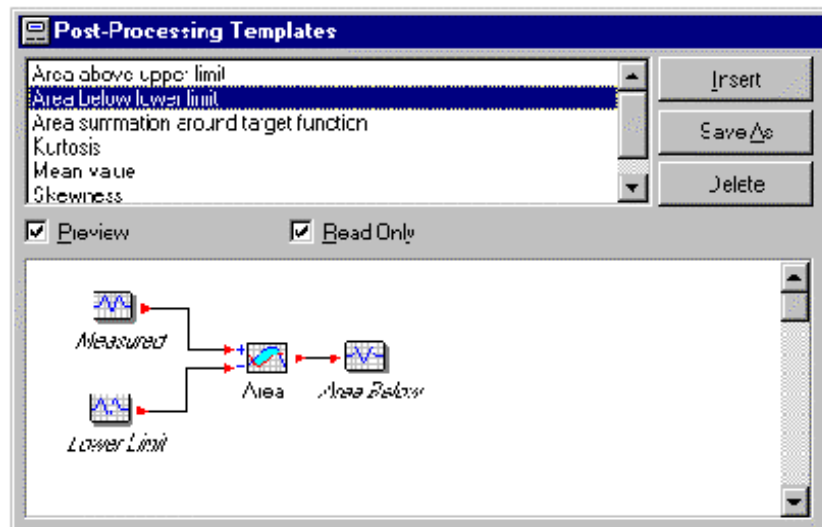 Post-Processing Templates
Area above upper limit
Area below lower limit
Area summation around target function
Kurtosis
Mean value
Skewness
Insert
Save As
Delete
Preview
Read Only
Measured
+
-
Area
Area Below
Lower Limit